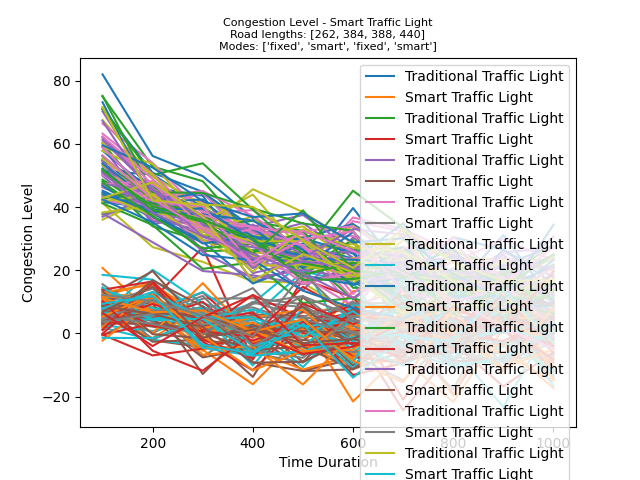 Congestion Level - Smart Traffic Light
Road lengths: [262, 384, 388, 440]
Modes: ['fixed', 'smart', 'fixed', 'smart']
Congestion Level
80
60
40
20
0
−20
200
400
600
800
1000
Time Duration
Traditional Traffic Light
Smart Traffic Light
Traditional Traffic Light
Smart Traffic Light
Traditional Traffic Light
Smart Traffic Light
Traditional Traffic Light
Smart Traffic Light
Traditional Traffic Light
Smart Traffic Light
Traditional Traffic Light
Smart Traffic Light
Traditional Traffic Light
Smart Traffic Light
Traditional Traffic Light
Smart Traffic Light
Traditional Traffic Light
Smart Traffic Light
Traditional Traffic Light
Smart Traffic Light